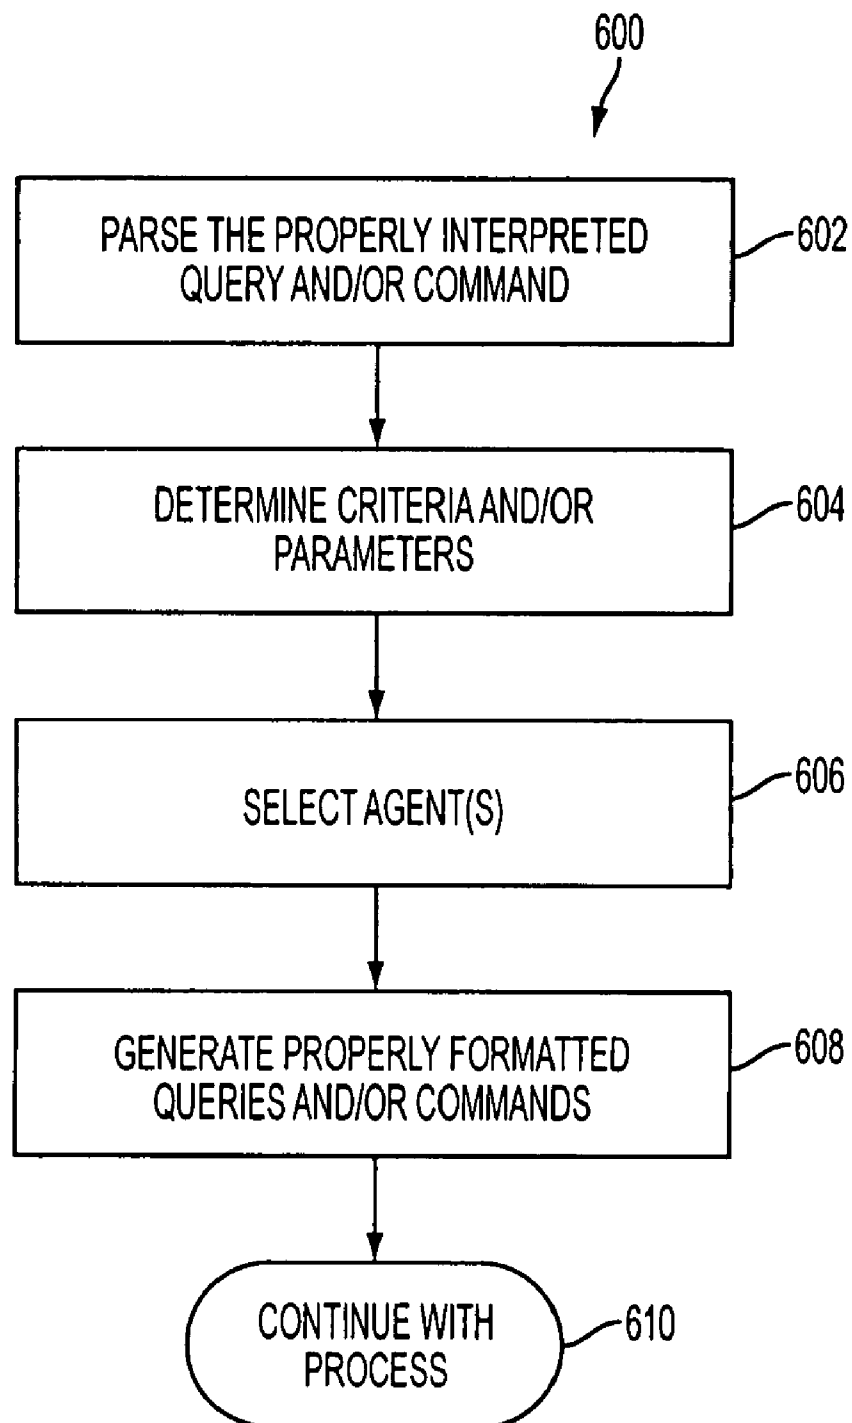 600
PARSE THE PROPERLY INTERPRETED
QUERY AND/OR COMMAND
602
DETERMINE CRITERIA AND/OR
PARAMETERS
604
SELECT AGENT(S)
606
GENERATE PROPERLY FORMATTED
QUERIES AND/OR COMMANDS
608
CONTINUE WITH
PROCESS
610